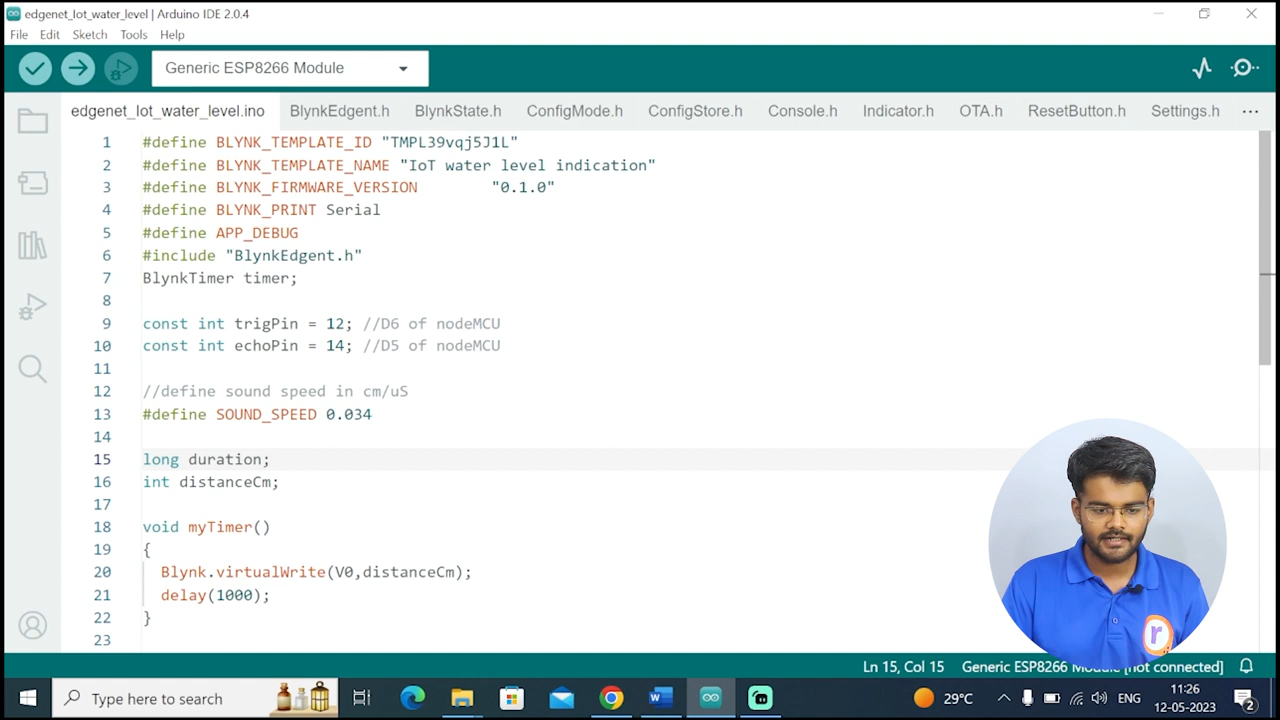 edgenet_Iot_water_level | Arduino IDE 2.0.4
File Edit Sketch Tools Help
Generic ESP8266 Module
edgenet_Iot_water_level.ino BlynkEdgent.h BlynkState.h ConfigMode.h ConfigStore.h Console.h Indicator.h OTA.h ResetButton.h Settings.h ...
1 #define BLYNK_TEMPLATE_ID "TMPL39vqj5J1L"
2 #define BLYNK_TEMPLATE_NAME "IoT water level indication"
3 #define BLYNK_FIRMWARE_VERSION "0.1.0"
4 #define BLYNK_PRINT Serial
5 #define APP_DEBUG
6 #include "BlynkEdgent.h"
7 BlynkTimer timer;
8
9 const int trigPin = 12; //D6 of nodeMCU
10 const int echoPin = 14; //D5 of nodeMCU
11
12 //define sound speed in cm/uS
13 #define SOUND_SPEED 0.034
14
15 long duration;
16 int distanceCm;
17
18 void myTimer()
19 {
20 Blynk.virtualWrite(V0,distanceCm);
21 delay(1000);
22 }
23
r
Ln 15, Col 15 Generic ESP8266 Module [not connected]
Type here to search
29°C ENG 11:26
12-05-2023 2